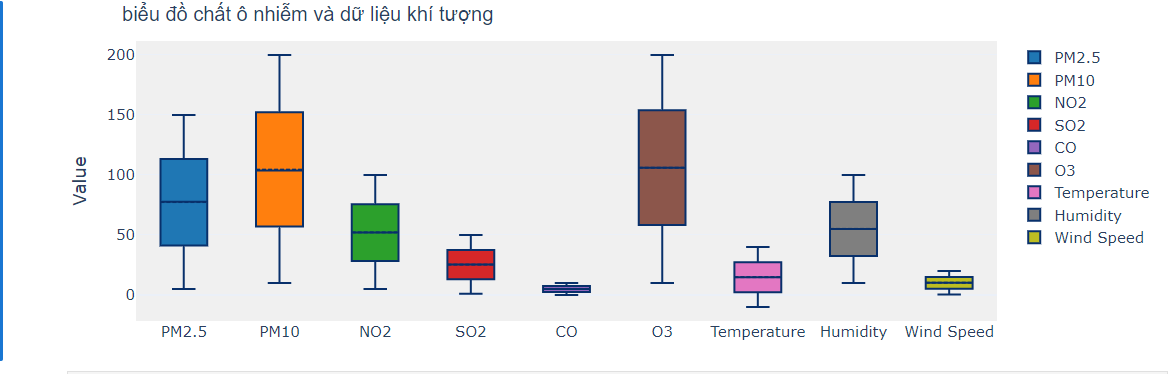 biểu đồ chất ô nhiễm và dữ liệu khí tượng
Value
200
150
100
50
0
PM2.5
PM10
NO2
SO2
CO
O3
Temperature
Humidity
Wind Speed
PM2.5
PM10
NO2
SO2
CO
O3
Temperature
Humidity
Wind Speed